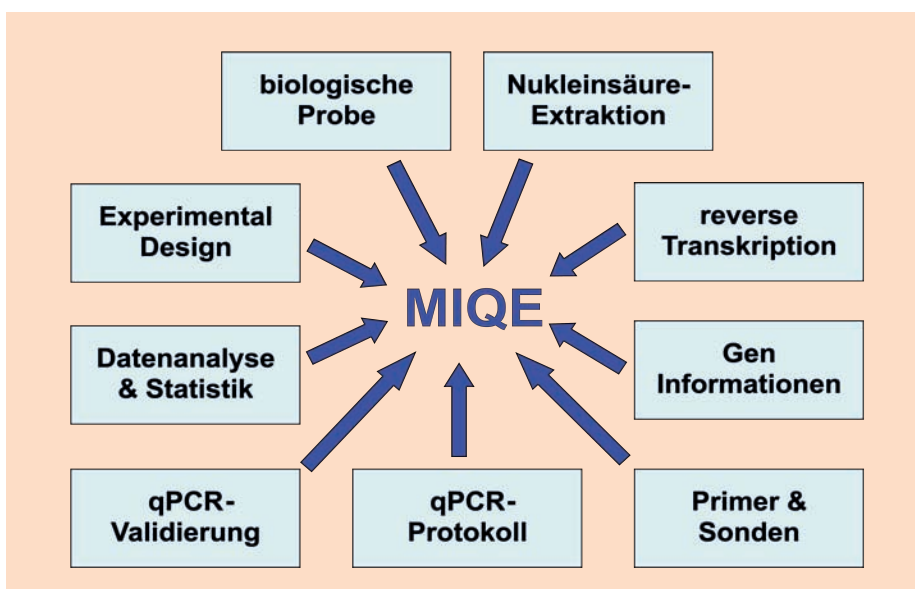 biologische
Probe
Nukleinsäure-
Extraktion
Experimental
Design
reverse
Transkription
MIQE
Datenanalyse
& Statistik
Gen
Informationen
qPCR-
Validierung
qPCR-
Protokoll
Primer &
Sonden